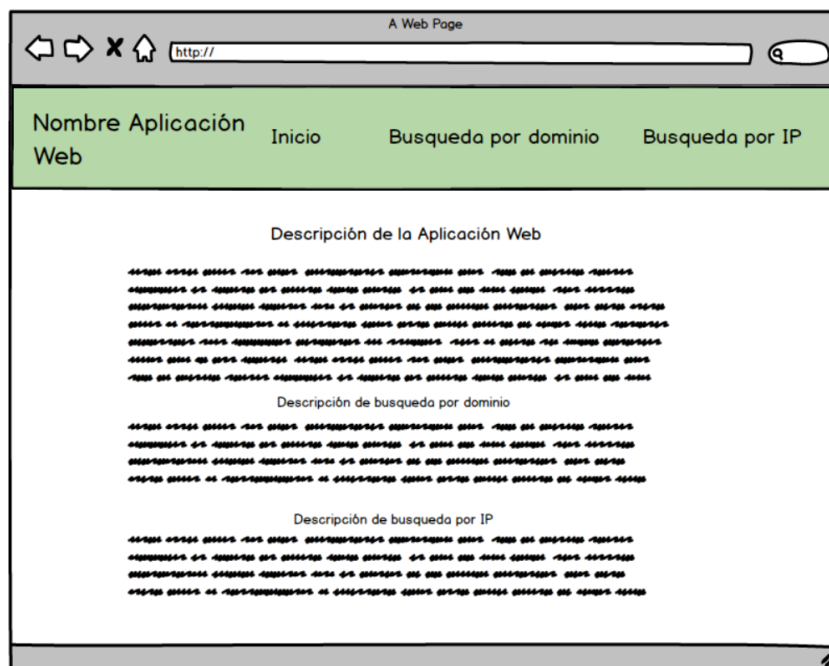 A Web Page
http://
Nombre Aplicación
Web
Inicio
Busqueda por dominio
Busqueda por IP
Descripción de la Aplicación Web
Descripción de busqueda por dominio
Descripción de busqueda por IP